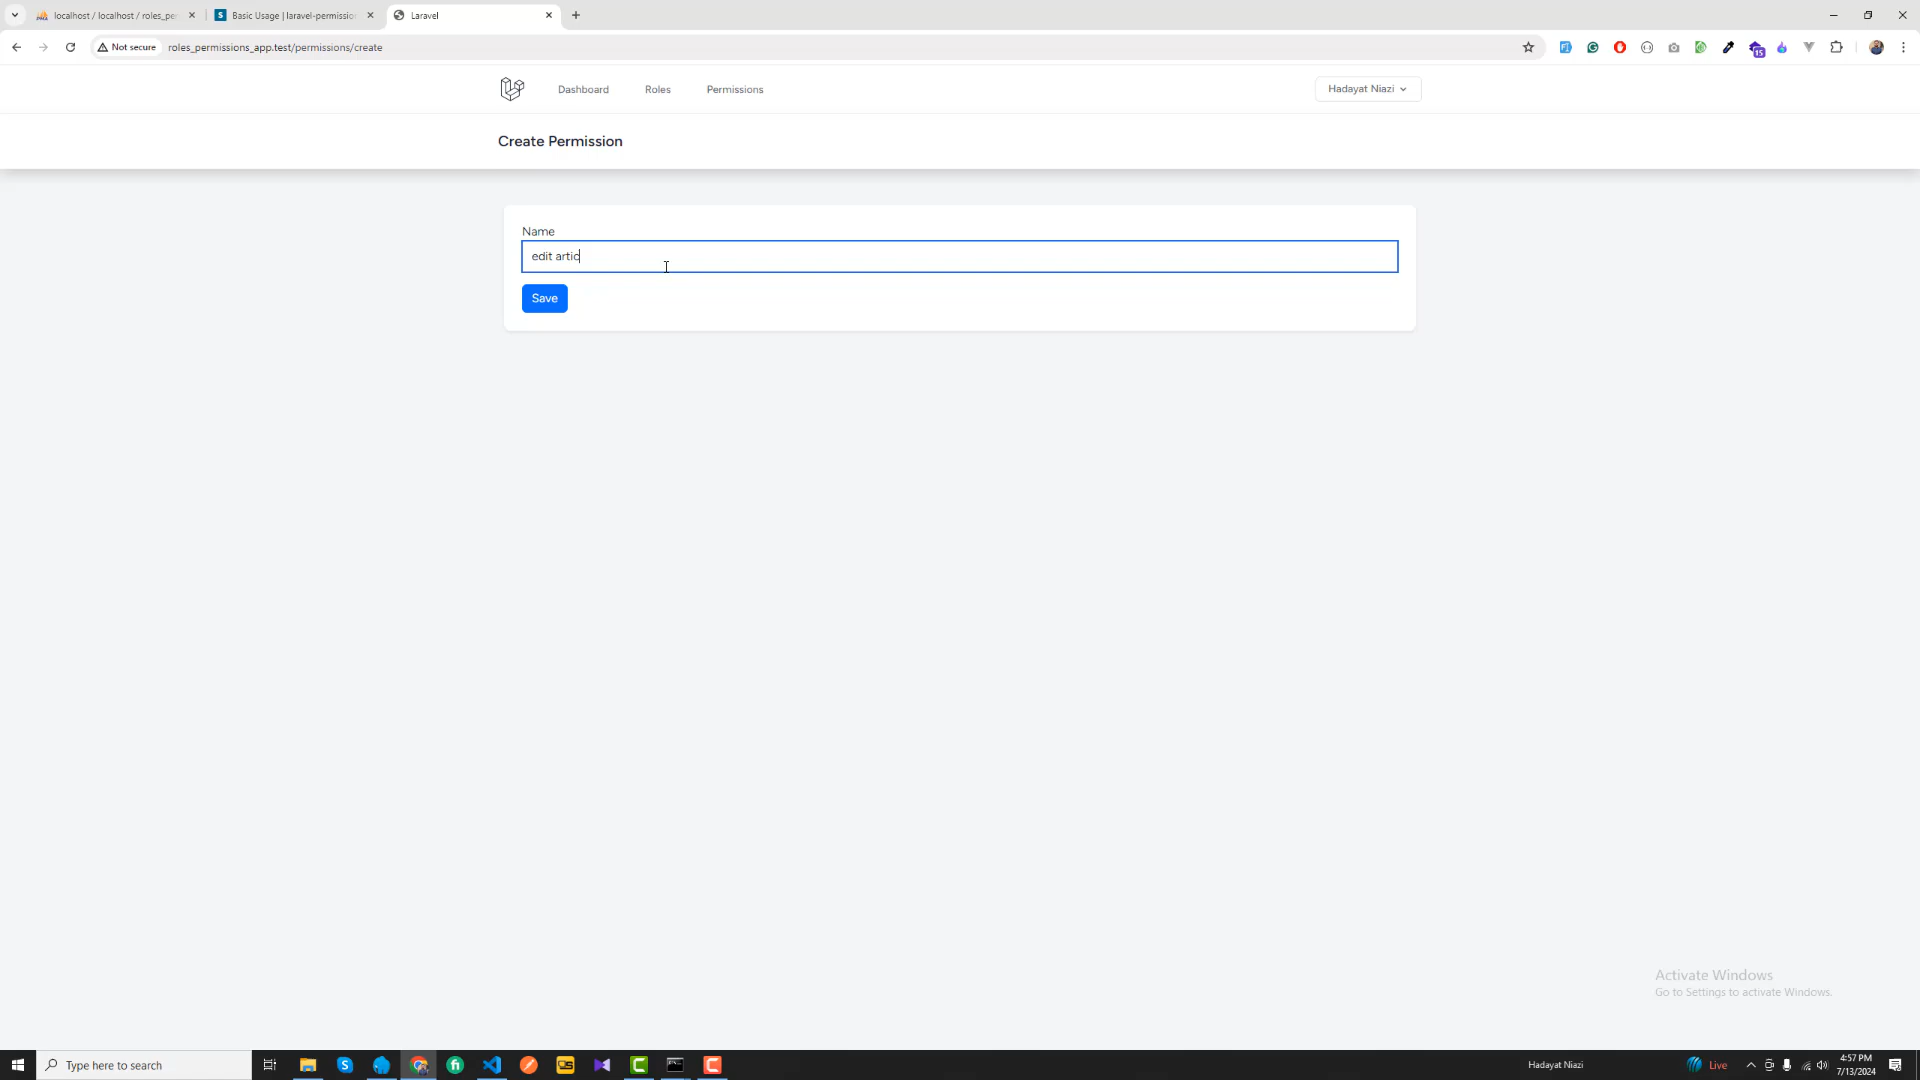 localhost / localhost / roles_pe
Basic Usage | laravel-permissio
Laravel
Not secure
roles_permissions_app.test/permissions/create
15
Dashboard
Roles
Permissions
Hadayat Niazi
Create Permission
Name
edit artic
Save
Activate Windows
Go to Settings to activate Windows.
Type here to search
Hadayat Niazi
Live
4:57 PM
7/13/2024